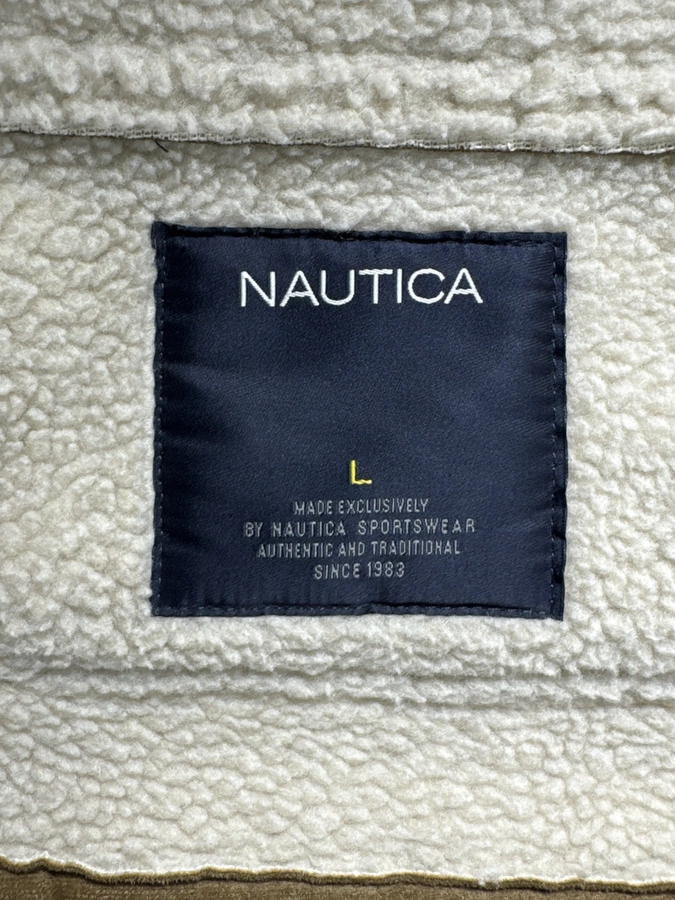 NAUTICA
L
MADE EXCLUSIVELY
BY NAUTICA SPORTSWEAR
AUTHENTIC AND TRADITIONAL
SINCE 1983